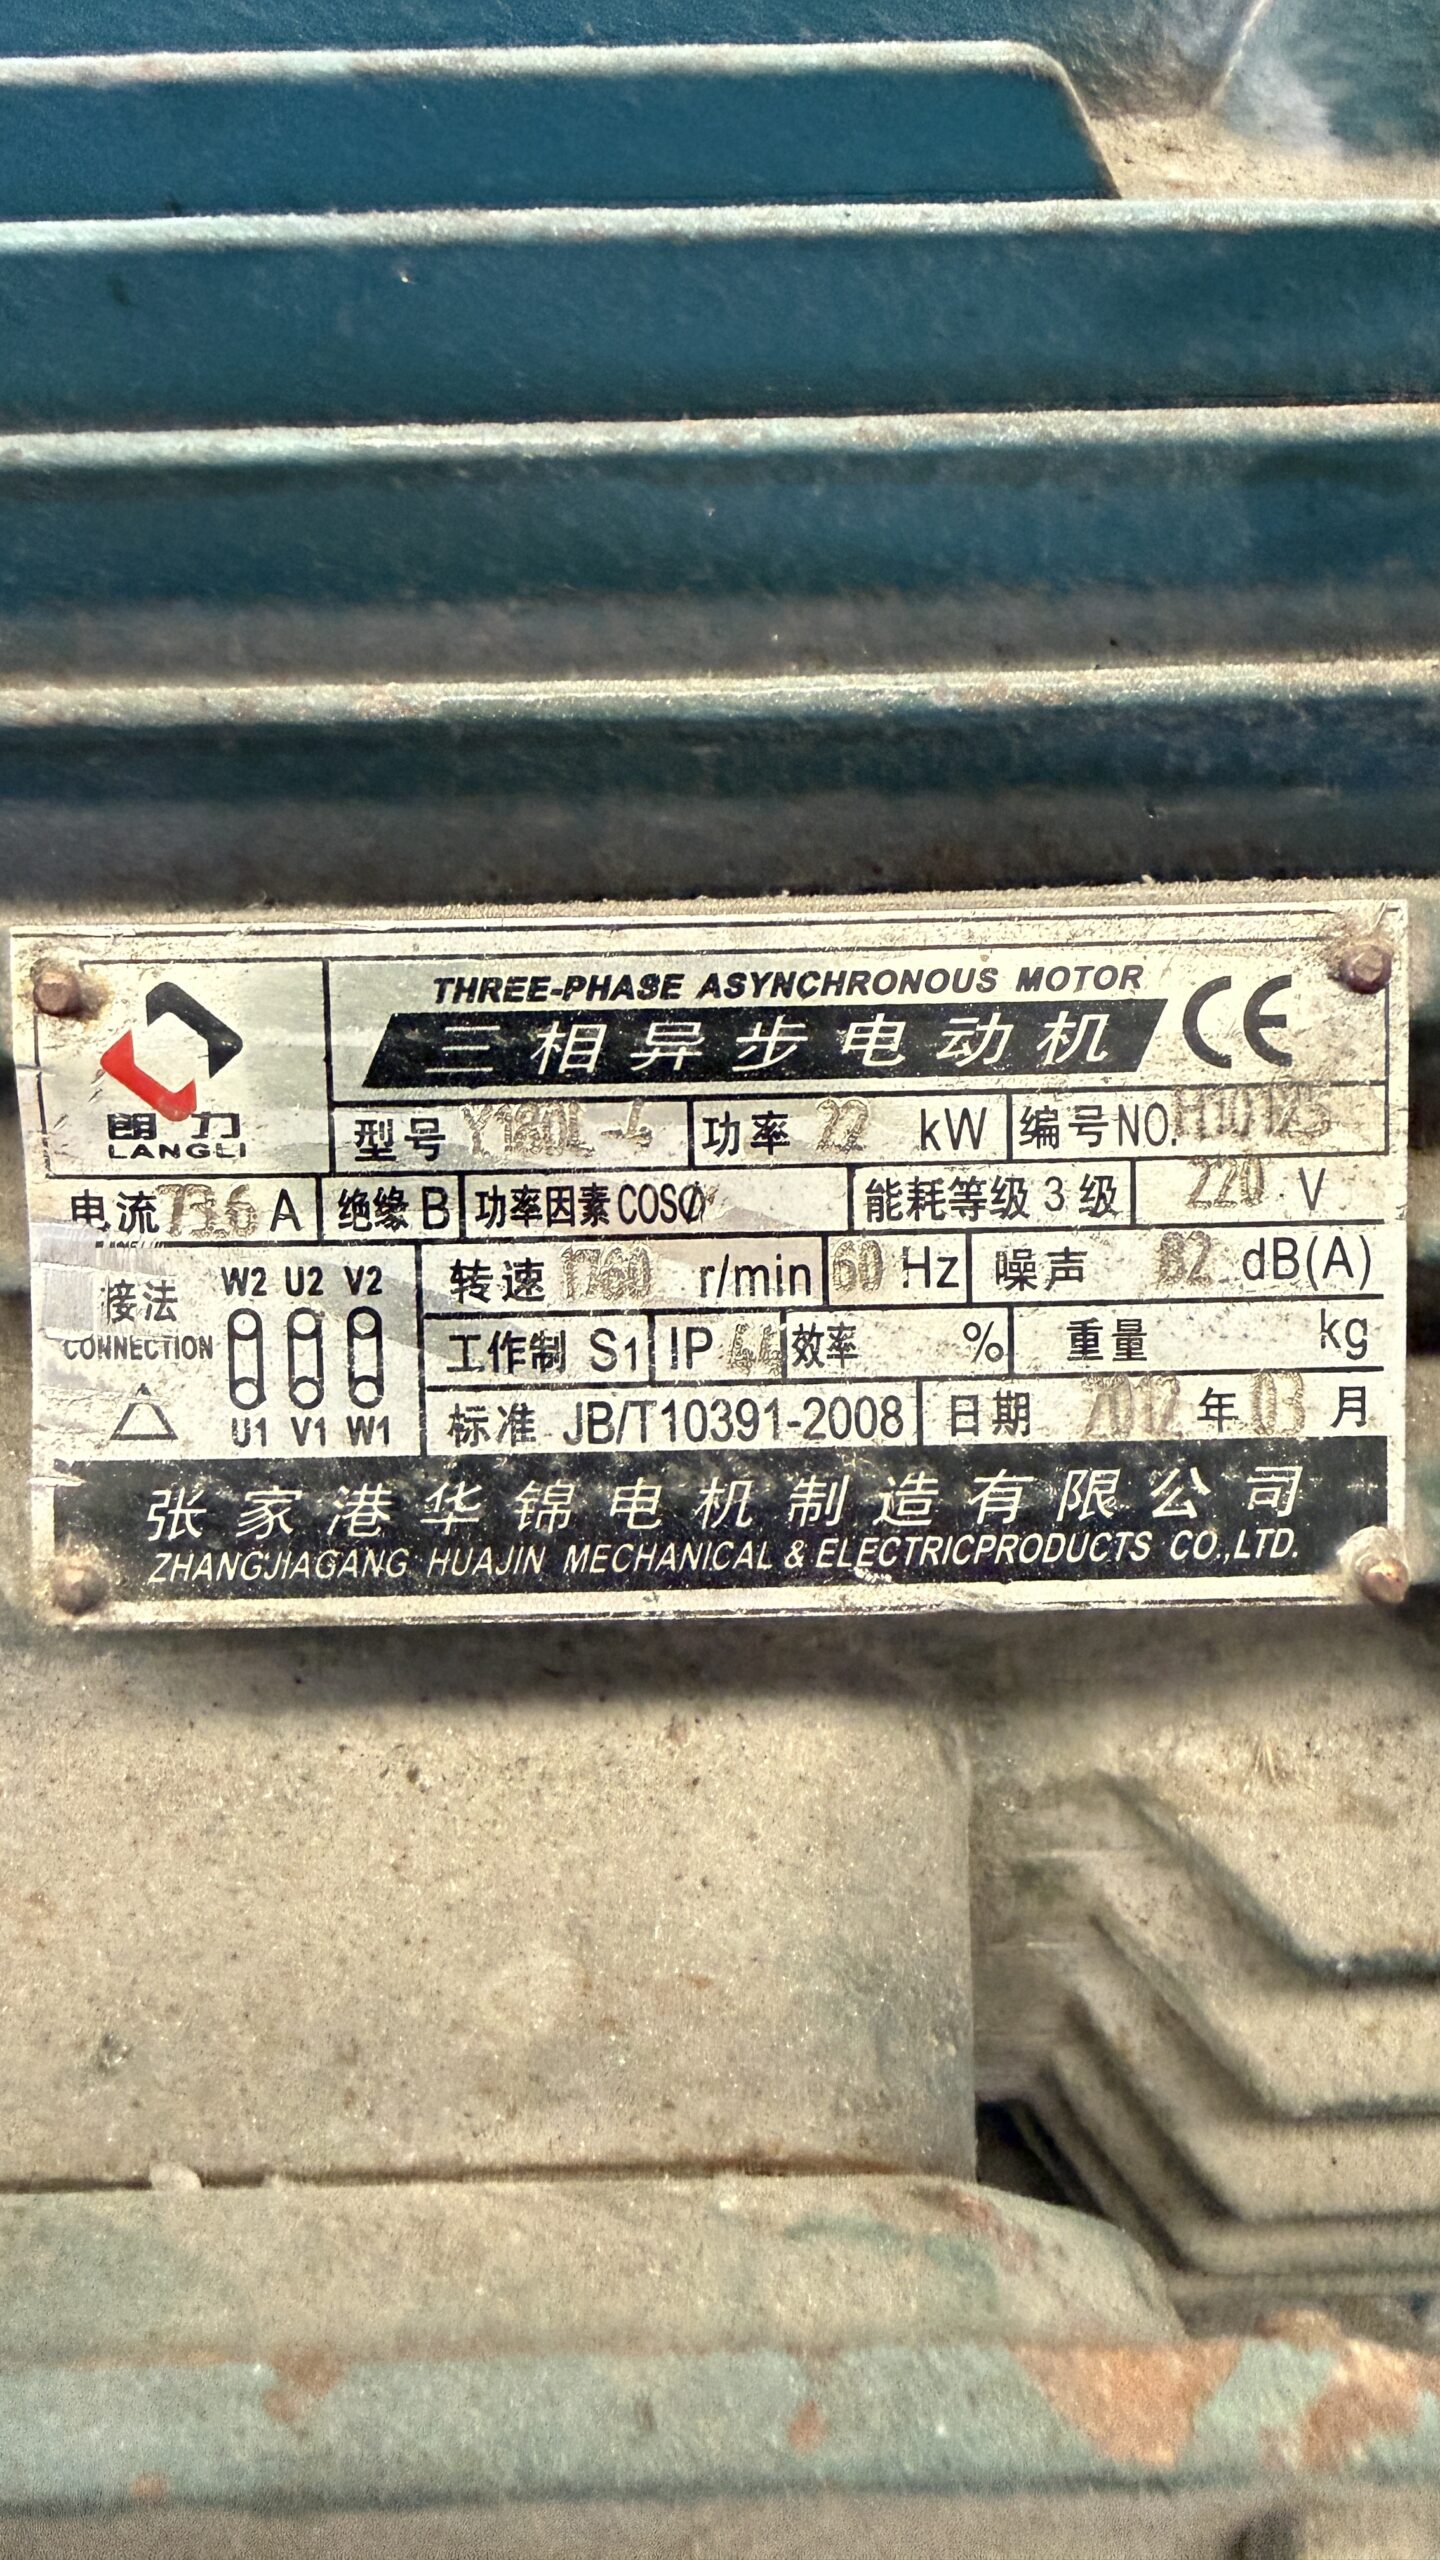 THREE-PHASE ASYNCHRONOUS MOTOR
三相异步电动机 CE
朗力
LANGLI
型号 Y180L-4 功率 22 kW 编号NO.
电流 73.6 A 绝缘B 功率因素COSØ 能耗等级 3 级 220 V
接法
CONNECTION
△
W2 U2 V2
U1 V1 W1
转速 1760 r/min 60 Hz 噪声 82 dB(A)
工作制 S1 IP 44 效率 % 重量 kg
标准 JB/T10391-2008 日期 2012 年 03 月
张家港华锦电机制造有限公司
ZHANGJIAGANG HUAJIN MECHANICAL & ELECTRICPRODUCTS CO.,LTD.